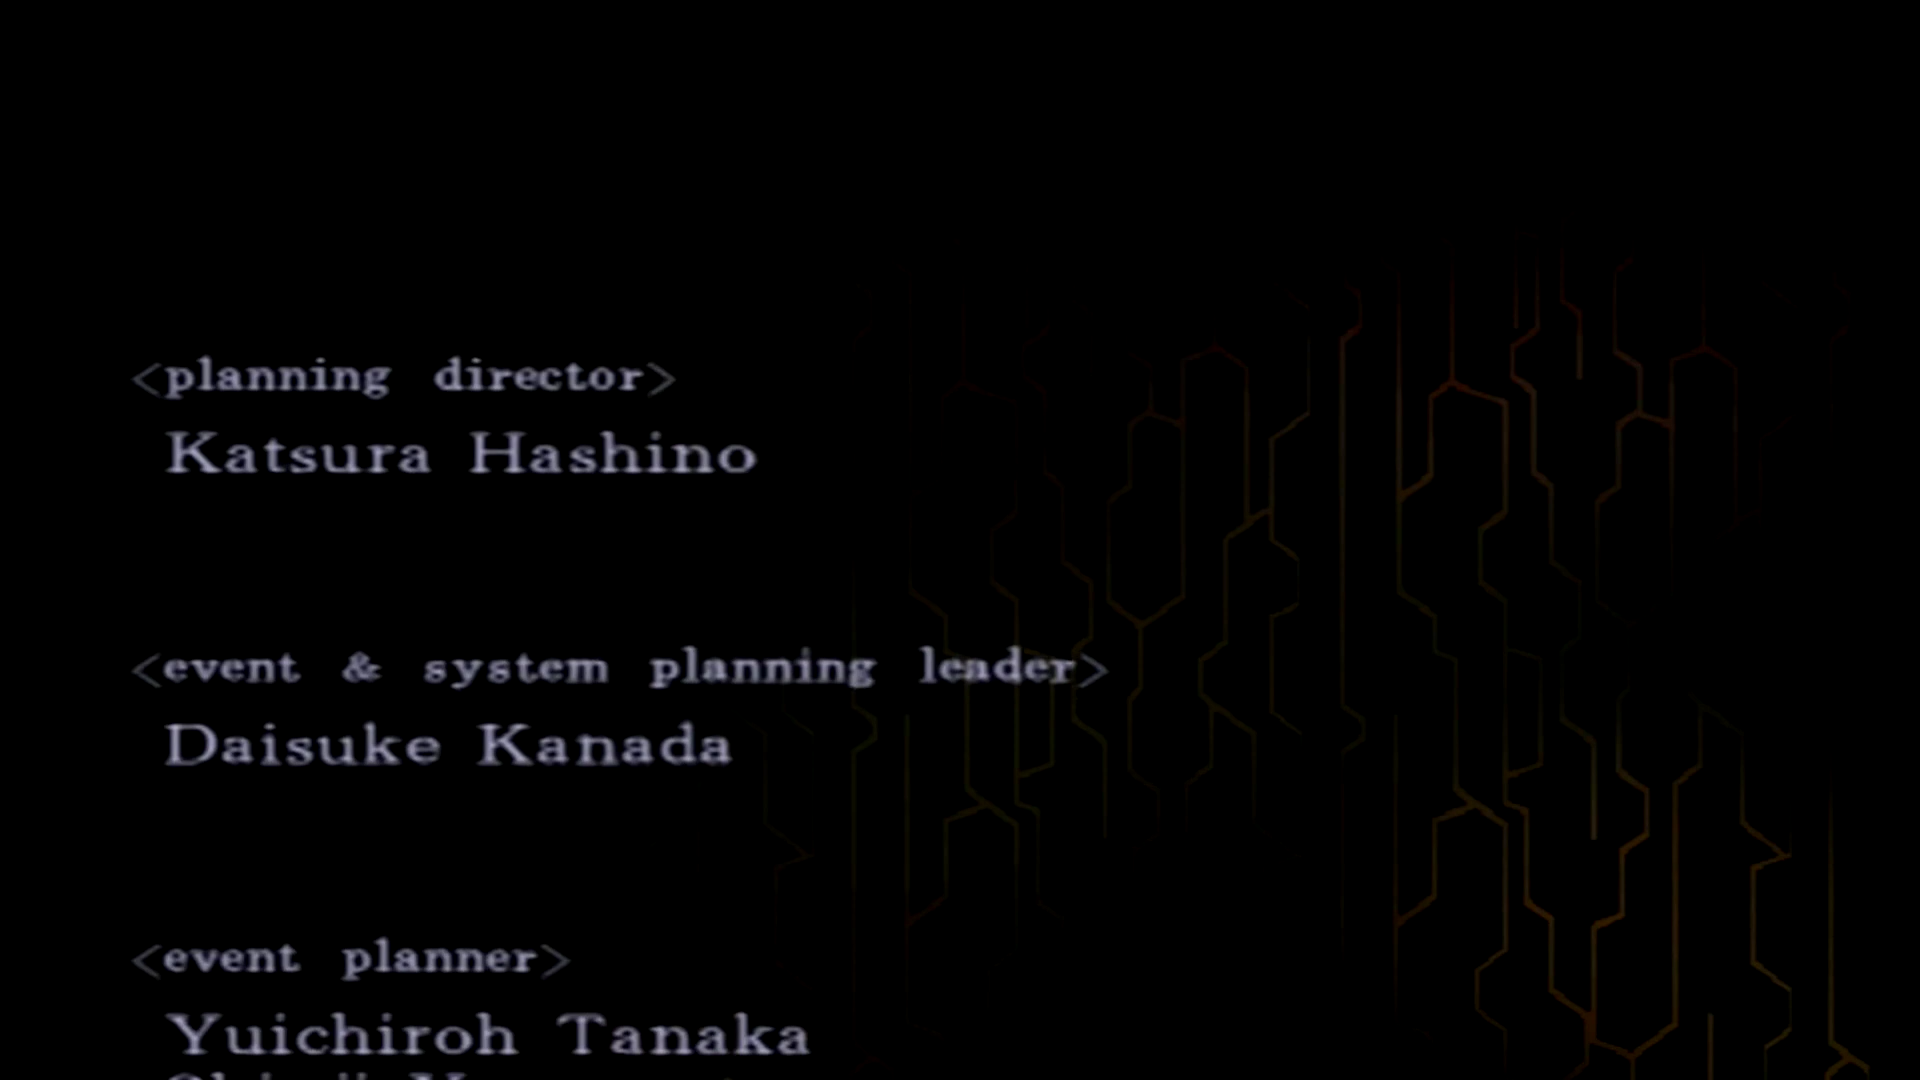 <planning director>
Katsura Hashino
<event & system planning leader>
Daisuke Kanada
<event planner>
Yuichiroh Tanaka